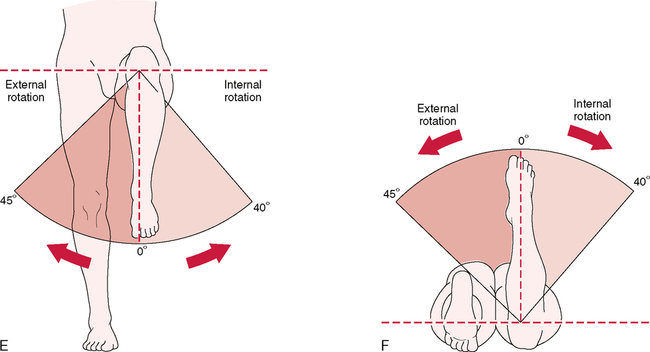 External
rotation
Internal
rotation
45°
40°
0°
E
External
rotation
Internal
rotation
0°
45°
40°
F